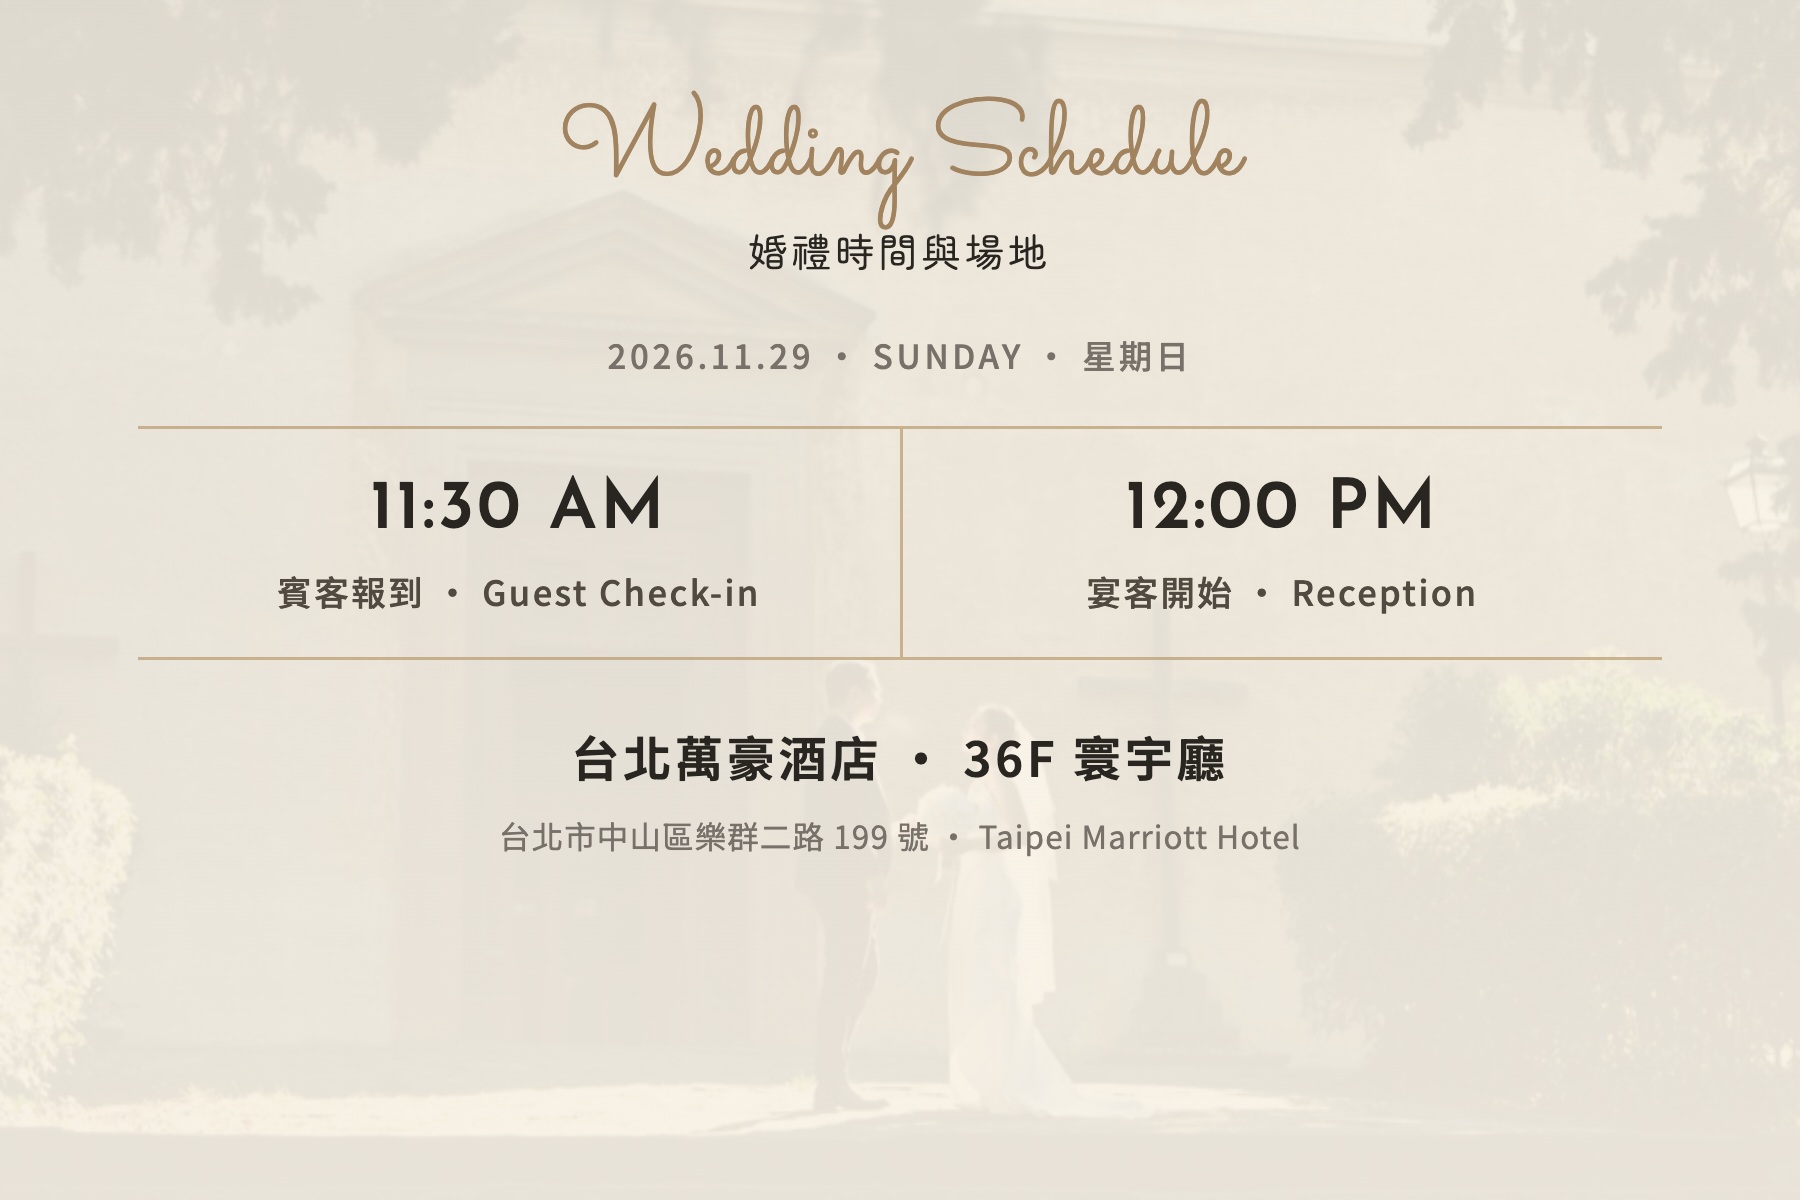 Wedding Schedule
婚禮時間與場地
2026.11.29 • SUNDAY • 星期日
11:30 AM
賓客報到 • Guest Check-in
12:00 PM
宴客開始 • Reception
台北萬豪酒店 • 36F 寰宇廳
台北市中山區樂群二路 199 號 • Taipei Marriott Hotel